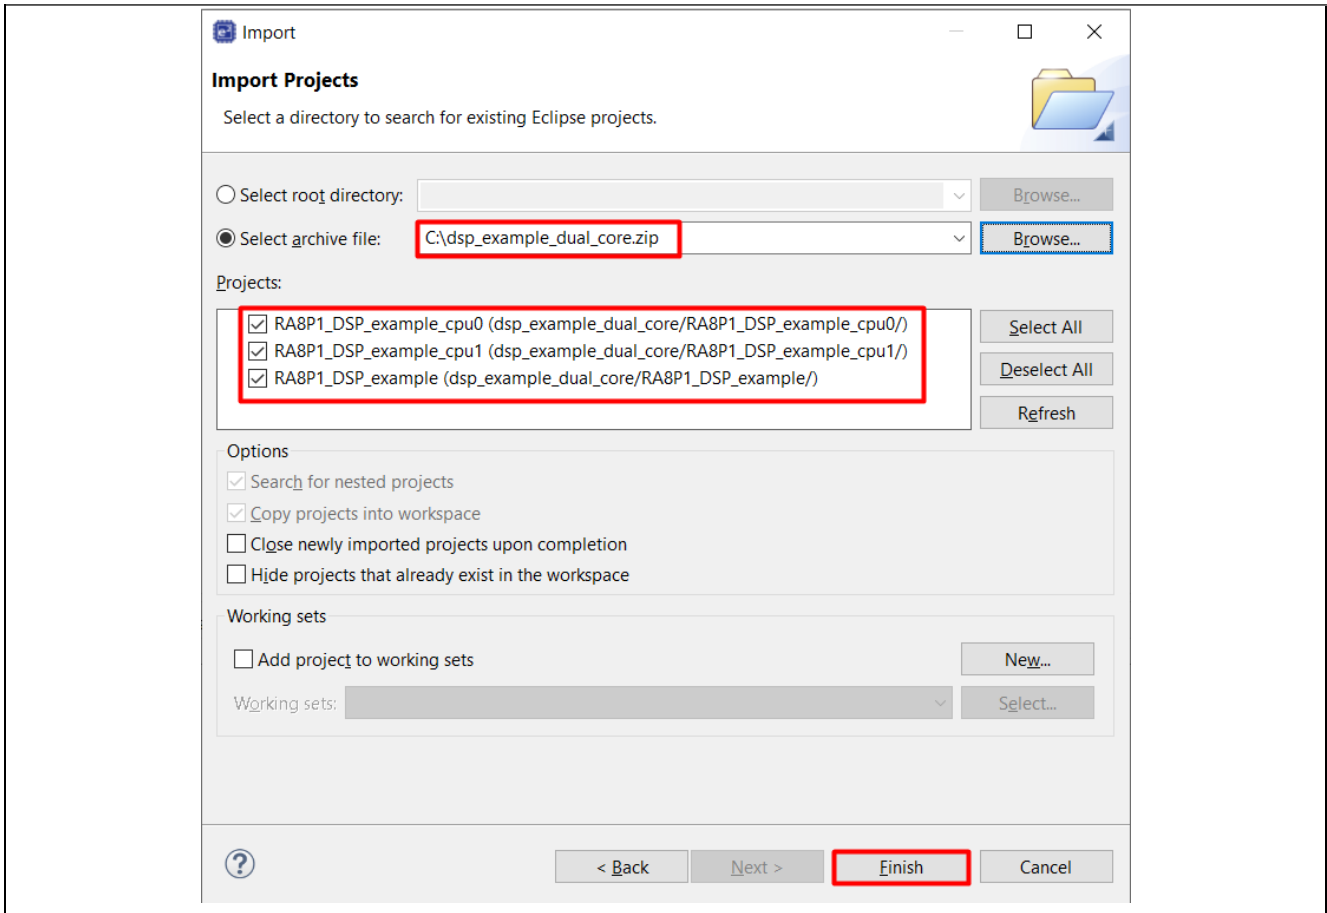 Import
Import Projects
Select a directory to search for existing Eclipse projects.
Select root directory:
Browse...
Select archive file:
C:\dsp_example_dual_core.zip
Browse...
Projects:
RA8P1_DSP_example_cpu0 (dsp_example_dual_core/RA8P1_DSP_example_cpu0/)
RA8P1_DSP_example_cpu1 (dsp_example_dual_core/RA8P1_DSP_example_cpu1/)
RA8P1_DSP_example (dsp_example_dual_core/RA8P1_DSP_example/)
Select All
Deselect All
Refresh
Options
Search for nested projects
Copy projects into workspace
Close newly imported projects upon completion
Hide projects that already exist in the workspace
Working sets
Add project to working sets
New...
Working sets:
Select...
?
< Back
Next >
Finish
Cancel